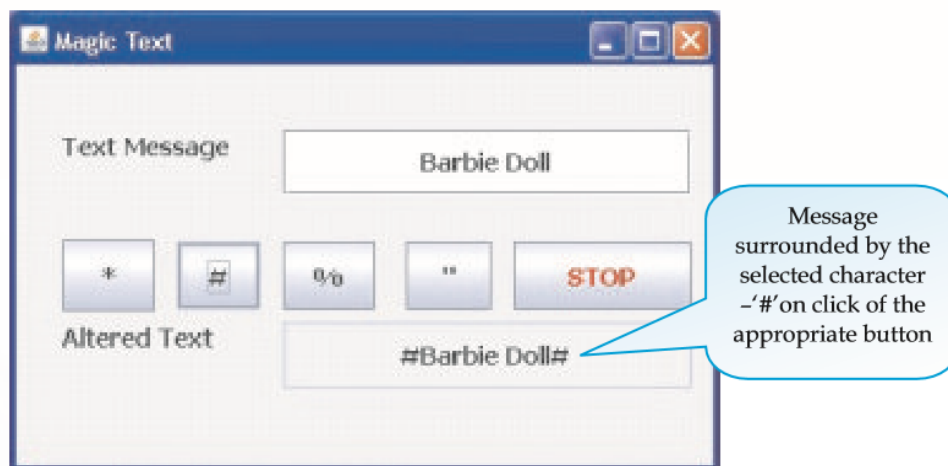 Magic Text
Text Message
Barbie Doll
* # % " STOP
Altered Text
#Barbie Doll#
Message
surrounded by the
selected character
–‘#’on click of the
appropriate button